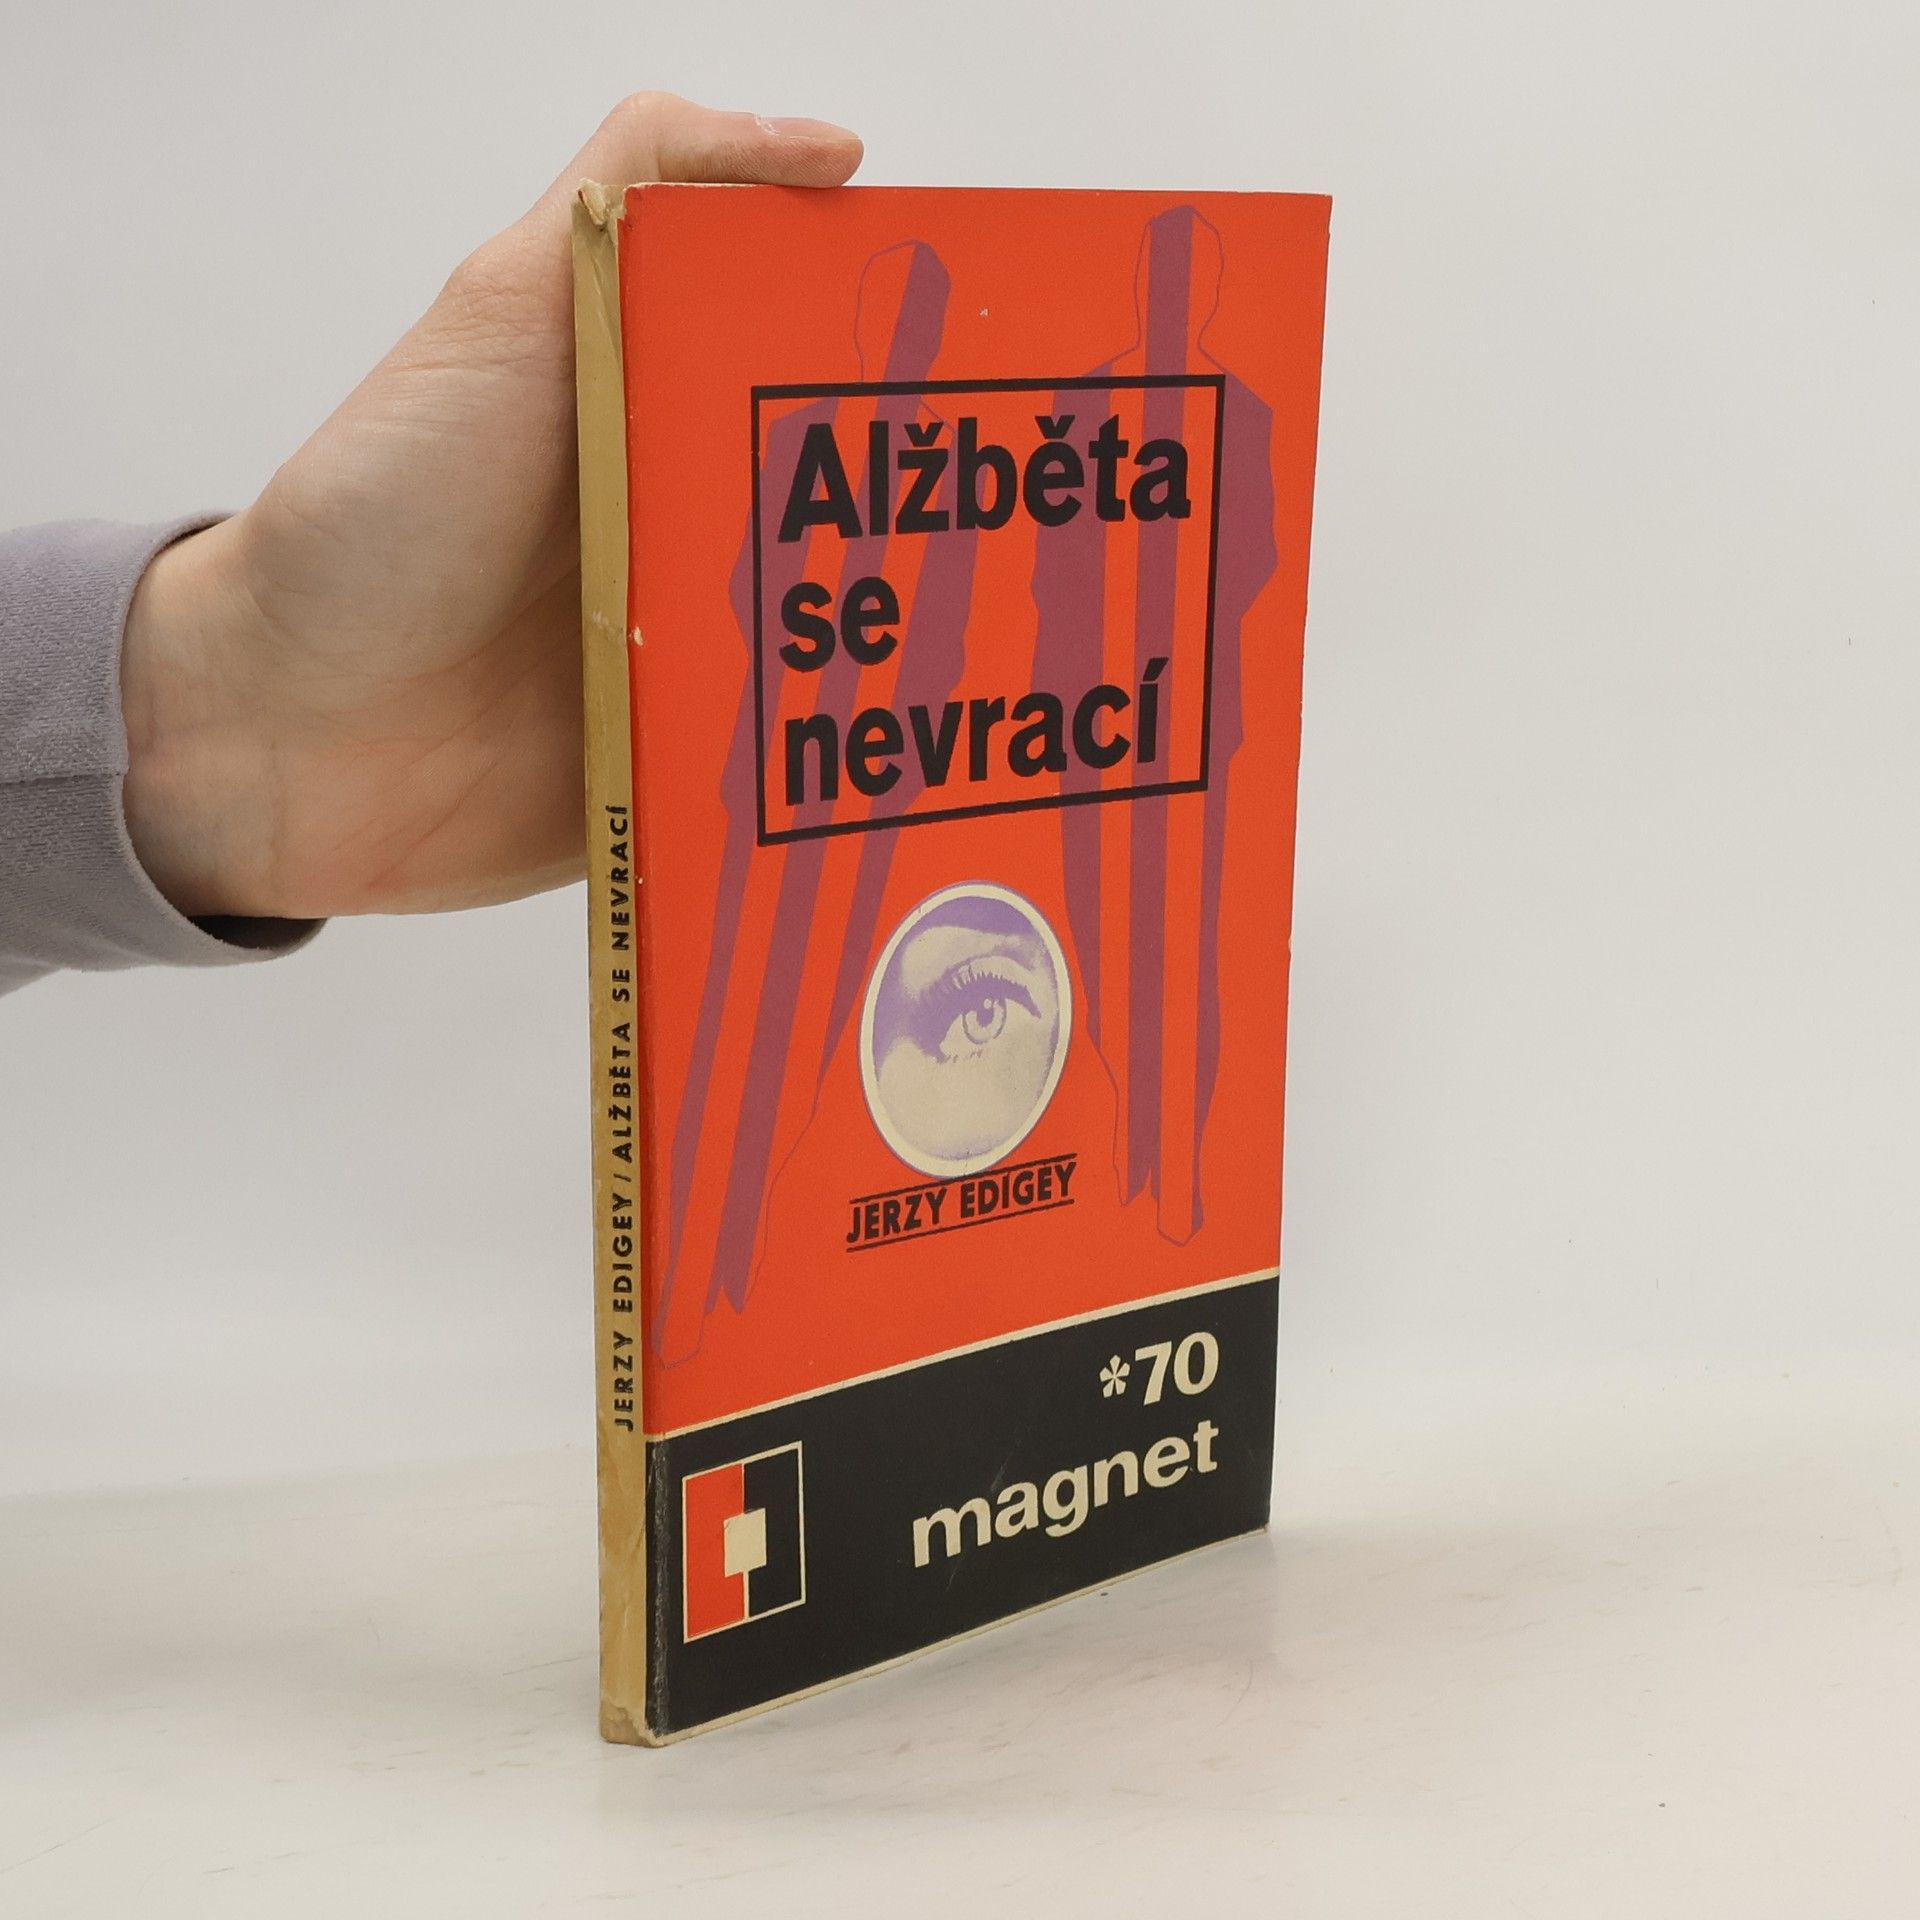 Alžběta
se
nevrací
JERZY EDIGEY
*70
magnet
JERZY EDIGEY / ALŽBĚTA SE NEVRACÍ